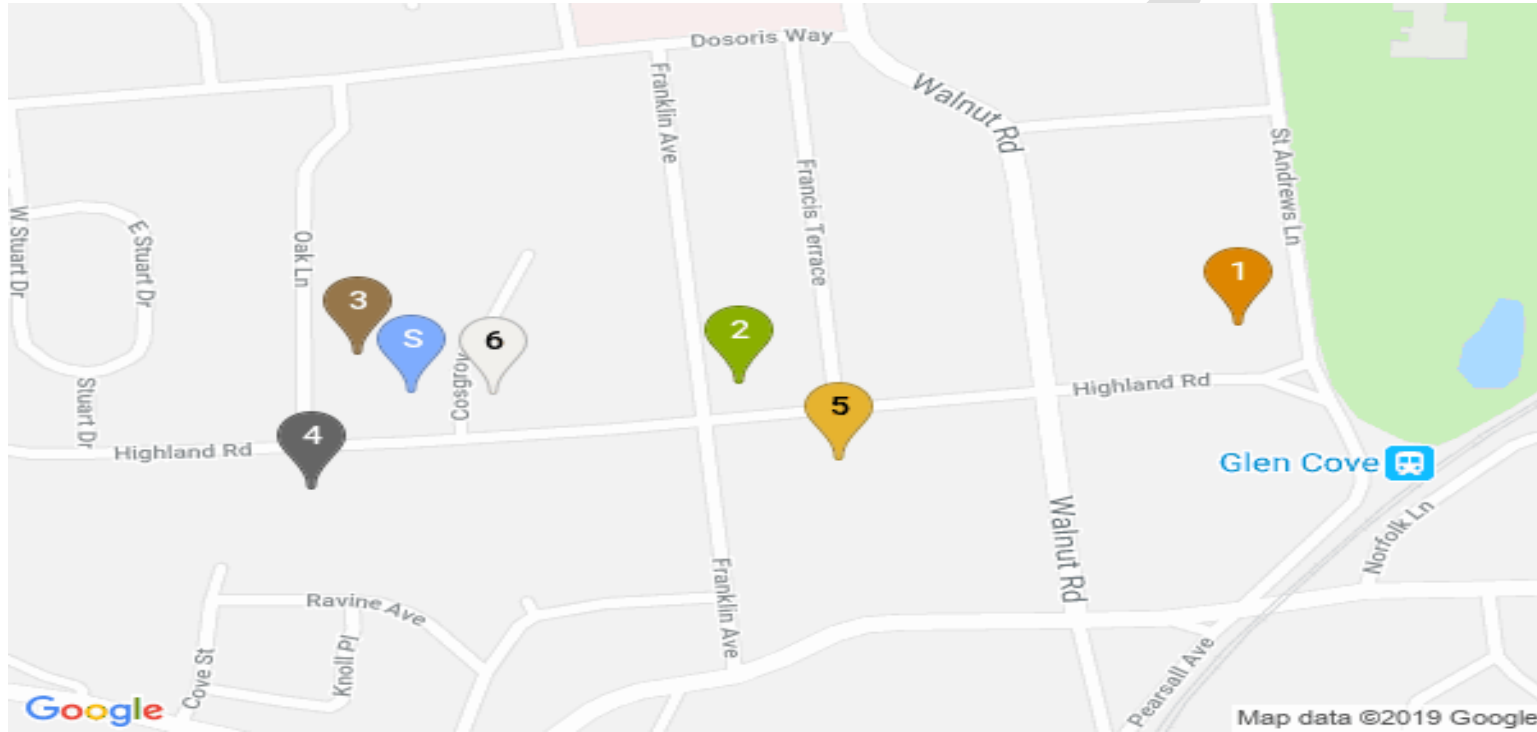 Dosoris Way
Franklin Ave
Walnut Rd
St Andrews Ln
Francis Terrace
W Stuart Dr
E Stuart Dr
Oak Ln
1
3
2
S
6
Cosgrov
Stuart Dr
Highland Rd
5
4
Highland Rd
Glen Cove
Walnut Rd
Norfolk Ln
Franklin Ave
Ravine Ave
Knoll Pl
Cove St
Pearsall Ave
Google
Map data ©2019 Google